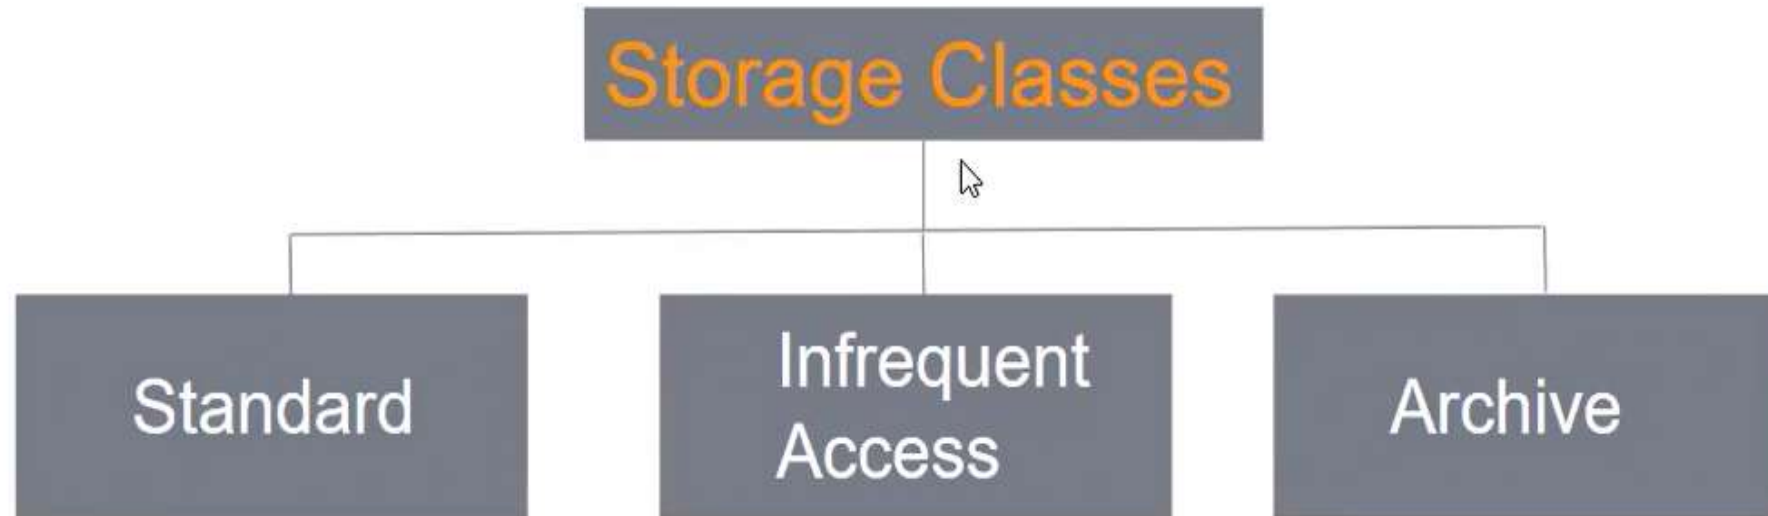 Storage Classes
Standard
Infrequent
Access
Archive